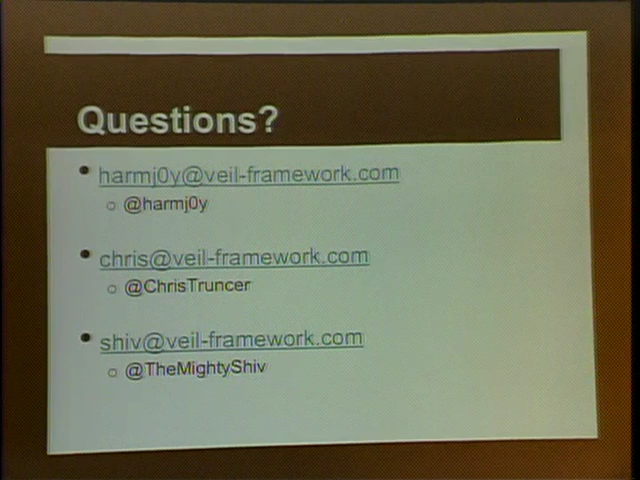 Questions?
harmj0y@veil-framework.com
@harmj0y
chris@veil-framework.com
@ChrisTruncer
shiv@veil-framework.com
@TheMightyShiv